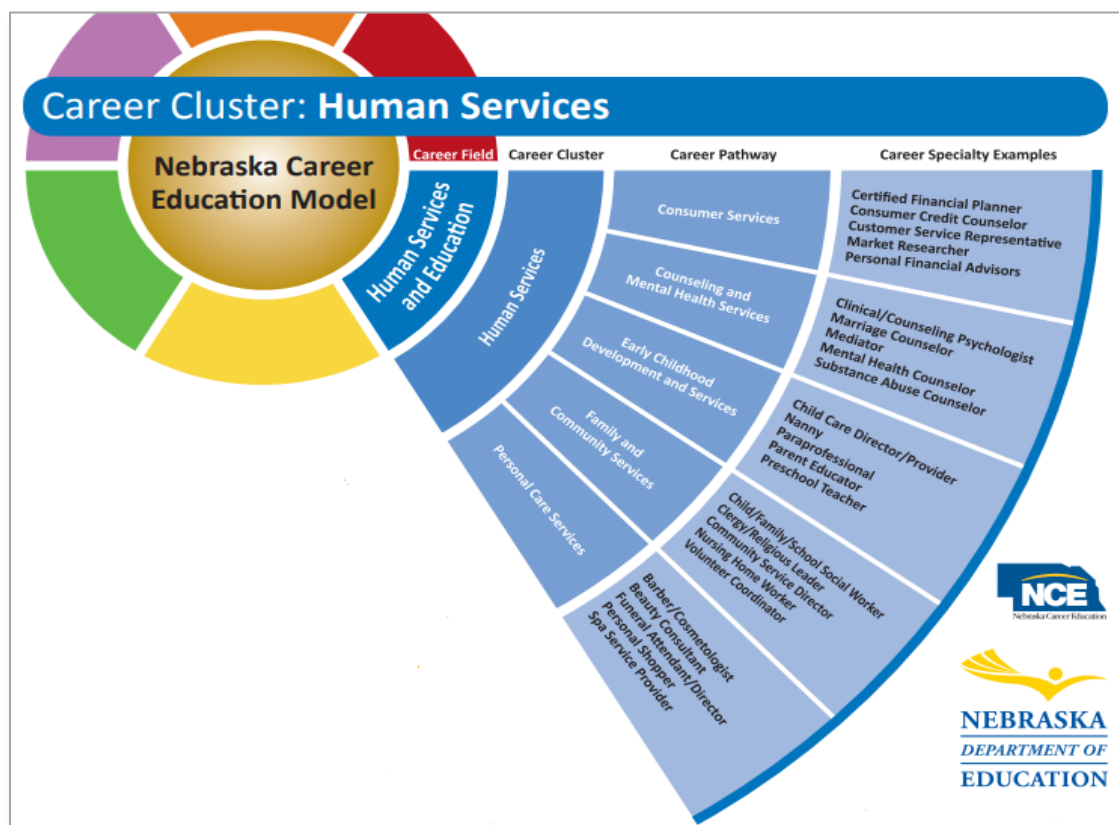 Career Cluster: Human Services
Nebraska Career
Education Model
Career Field
Career Cluster
Career Pathway
Career Specialty Examples
Human Services
and Education
Human Services
Consumer Services
Certified Financial Planner
Consumer Credit Counselor
Customer Service Representative
Market Researcher
Personal Financial Advisors
Counseling and
Mental Health Services
Clinical/Counseling Psychologist
Marriage Counselor
Mediator
Mental Health Counselor
Substance Abuse Counselor
Early Childhood
Development and Services
Child Care Director/Provider
Nanny
Paraprofessional
Parent Educator
Preschool Teacher
Family and
Community Services
Child/Family/School Social Worker
Clergy/Religious Leader
Community Service Director
Nursing Home Worker
Volunteer Coordinator
Personal Care Services
Barber/Cosmetologist
Beauty Consultant
Funeral Attendant/Director
Personal Shopper
Spa Service Provider
NCE
Nebraska Career Education
NEBRASKA
DEPARTMENT OF
EDUCATION